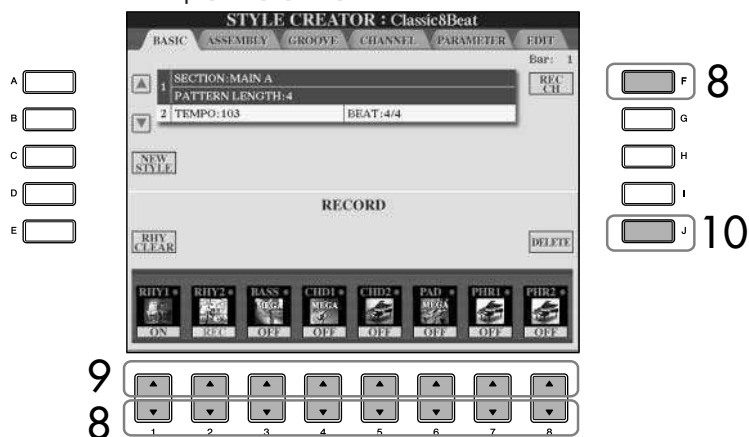 STYLE CREATOR : Classic8Beat
BASIC ASSEMBLY GROOVE CHANNEL PARAMETER EDIT
Bar: 1
1 SECTION:MAIN A
PATTERN LENGTH:4
REC CH
2 TEMPO:103 BEAT:4/4
NEW STYLE
RECORD
RHY CLEAR
DELETE
RHY1 RHY2 BASS CHD1 CHD2 PAD PHR1 PHR2
MEGA MEGA MEGA
ON REC OFF OFF OFF OFF OFF OFF
A
B
C
D
E
F 8
G
H
I
J 10
9
8
1 2 3 4 5 6 7 8